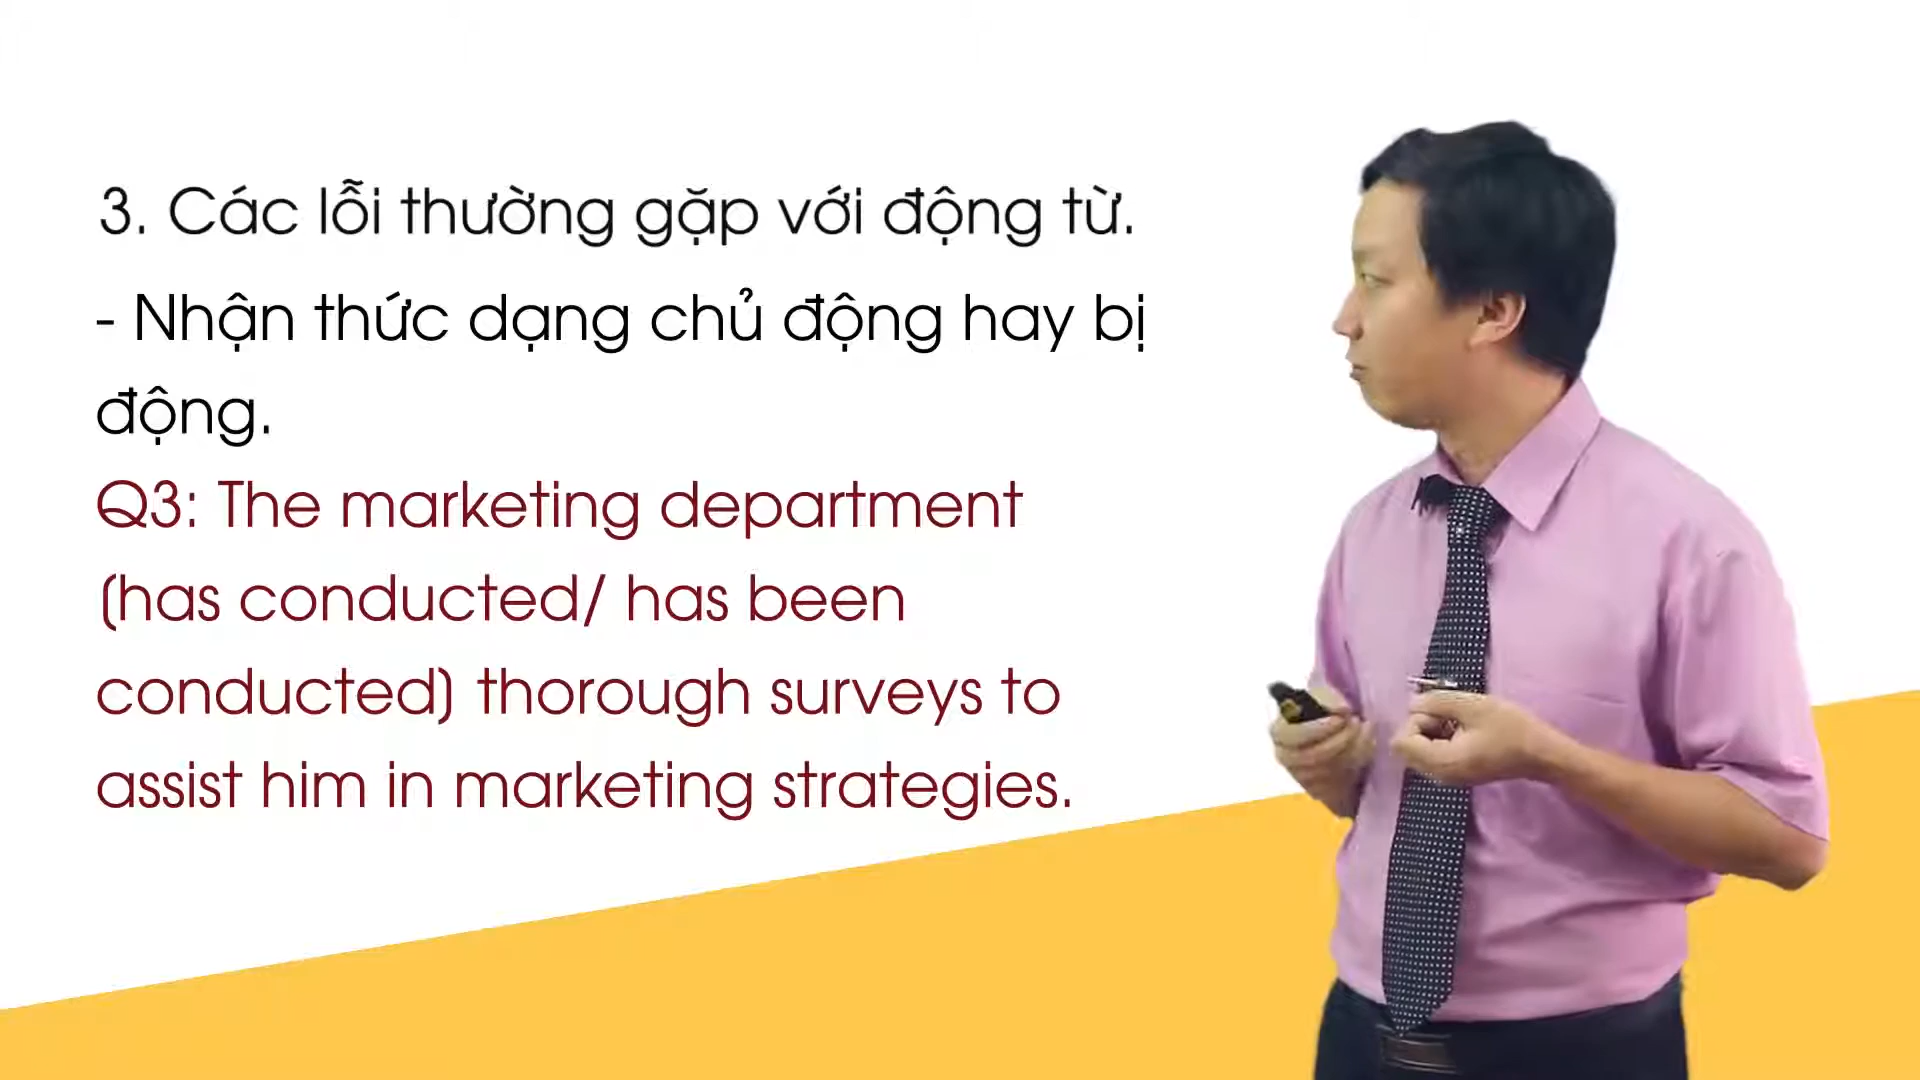 3. Các lỗi thường gặp với động từ.
- Nhận thức dạng chủ động hay bị
động.
Q3: The marketing department
(has conducted/ has been
conducted) thorough surveys to
assist him in marketing strategies.